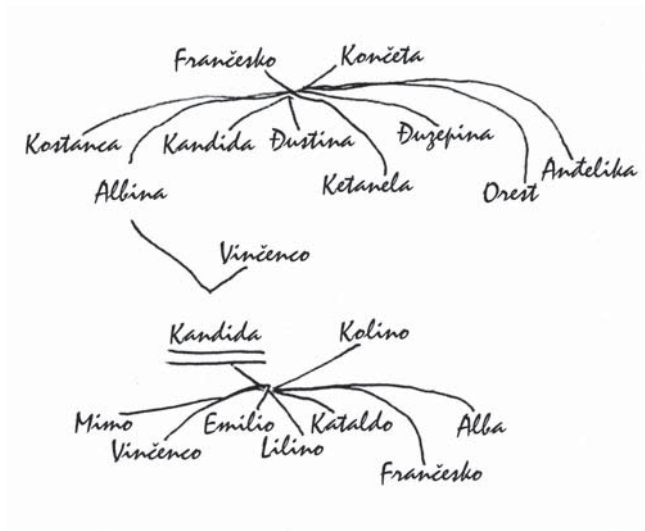 Frančesko Končeta
Kostanca Kandida Đustina Đuzepina
Albina Ketanela Orest Anđelika
Vinčenco
Kandida Kolino
Mimo Emilio Kataldo Alba
Vinčenco Lilino
Frančesko